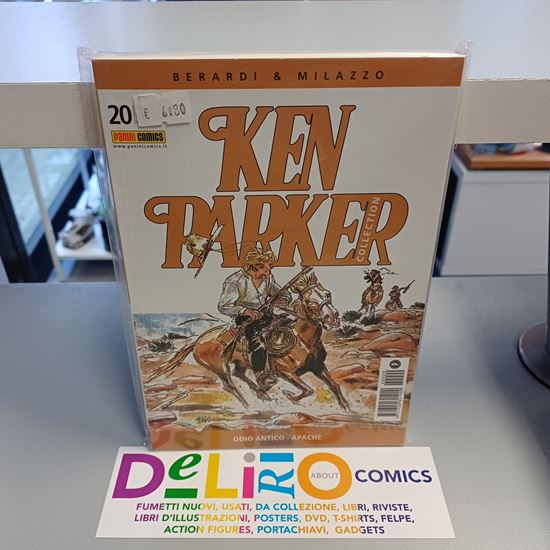 BERARDI & MILAZZO
20
€ 6,80
PANINI COMICS
www.paninicomics.it
KEN
PARKER
COLLECTION
ODIO ANTICO - APACHE
DeLiRiO ABOUT COMICS
FUMETTI NUOVI, USATI, DA COLLEZIONE, LIBRI, RIVISTE,
LIBRI D'ILLUSTRAZIONI, POSTERS, DVD, T-SHIRTS, FELPE,
ACTION FIGURES, PORTACHIAVI, GADGETS